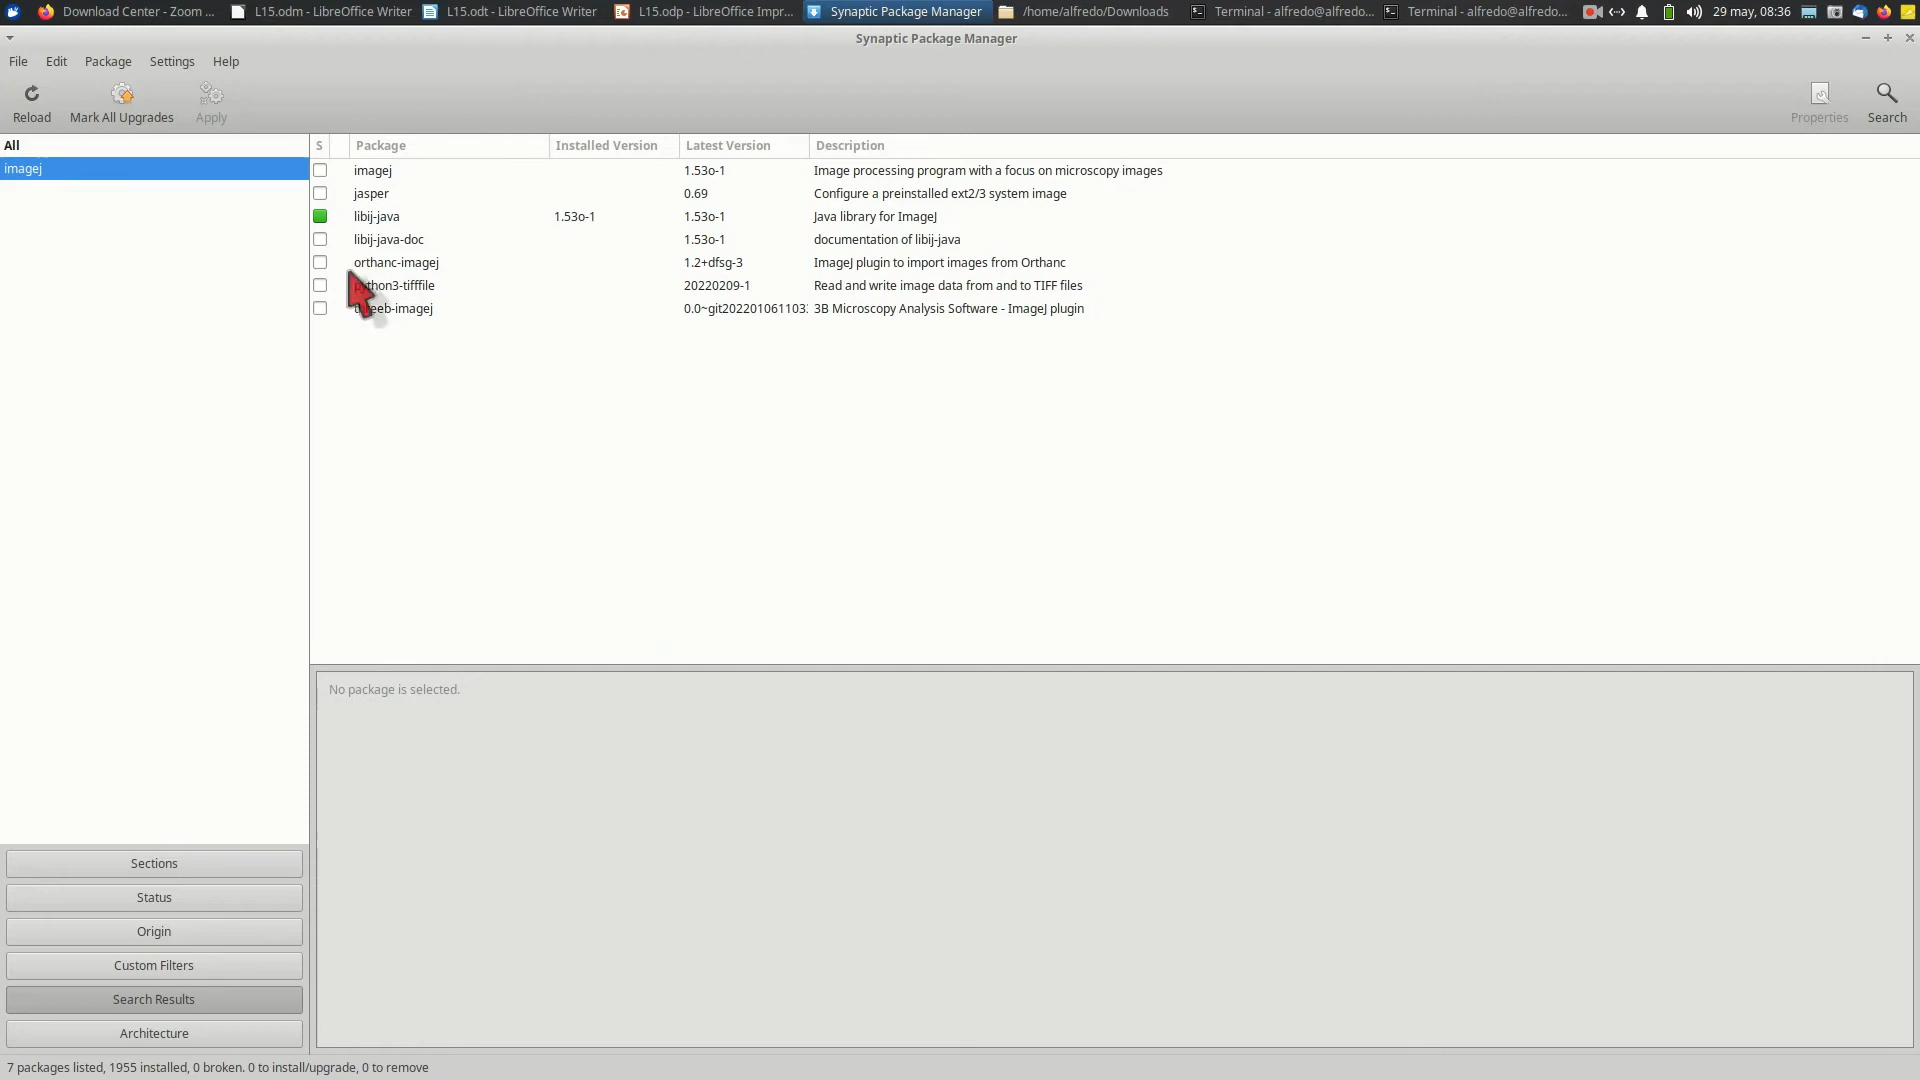 Download Center - Zoom ...
L15.odm - LibreOffice Writer
L15.odt - LibreOffice Writer
L15.odp - LibreOffice Impr...
Synaptic Package Manager
/home/alfredo/Downloads
Terminal - alfredo@alfredo...
Terminal - alfredo@alfredo...
29 may, 08:36
Synaptic Package Manager
File Edit Package Settings Help
Reload Mark All Upgrades Apply Properties Search
All
imagej
S Package Installed Version Latest Version Description
imagej 1.53o-1 Image processing program with a focus on microscopy images
jasper 0.69 Configure a preinstalled ext2/3 system image
libij-java 1.53o-1 1.53o-1 Java library for ImageJ
libij-java-doc 1.53o-1 documentation of libij-java
orthanc-imagej 1.2+dfsg-3 ImageJ plugin to import images from Orthanc
python3-tifffile 20220209-1 Read and write image data from and to TIFF files
threeb-imagej 0.0~git20220106110З: 3B Microscopy Analysis Software - ImageJ plugin
No package is selected.
Sections
Status
Origin
Custom Filters
Search Results
Architecture
7 packages listed, 1955 installed, 0 broken. 0 to install/upgrade, 0 to remove